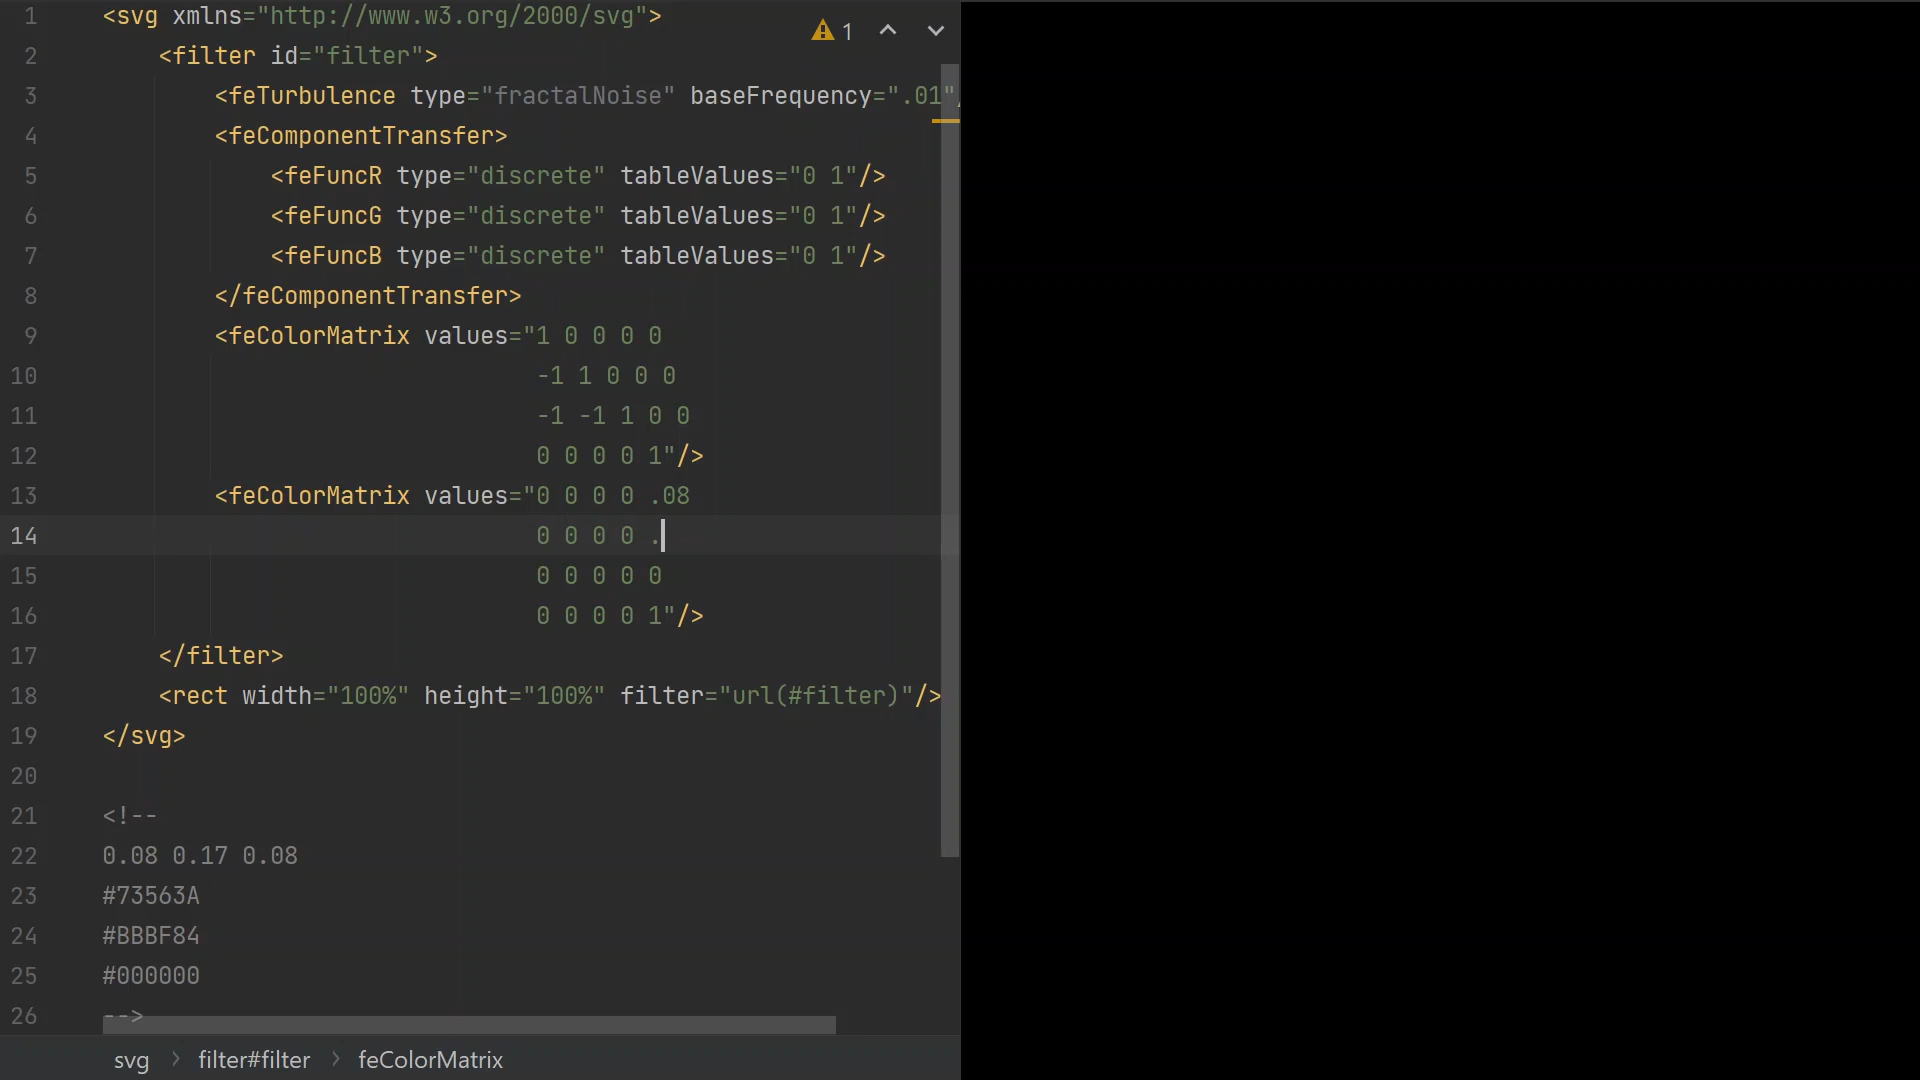 1 <svg xmlns="http://www.w3.org/2000/svg">
1
2 <filter id="filter">
3 <feTurbulence type="fractalNoise" baseFrequency=".01"/
4 <feComponentTransfer>
5 <feFuncR type="discrete" tableValues="0 1"/>
6 <feFuncG type="discrete" tableValues="0 1"/>
7 <feFuncB type="discrete" tableValues="0 1"/>
8 </feComponentTransfer>
9 <feColorMatrix values="1 0 0 0 0
10 -1 1 0 0 0
11 -1 -1 1 0 0
12 0 0 0 0 1"/>
13 <feColorMatrix values="0 0 0 0 .08
14 0 0 0 0 .
15 0 0 0 0 0
16 0 0 0 0 1"/>
17 </filter>
18 <rect width="100%" height="100%" filter="url(#filter)"/>
19 </svg>
20
21 <!--
22 0.08 0.17 0.08
23 #73563A
24 #BBBF84
25 #000000
26 -->
svg > filter#filter > feColorMatrix